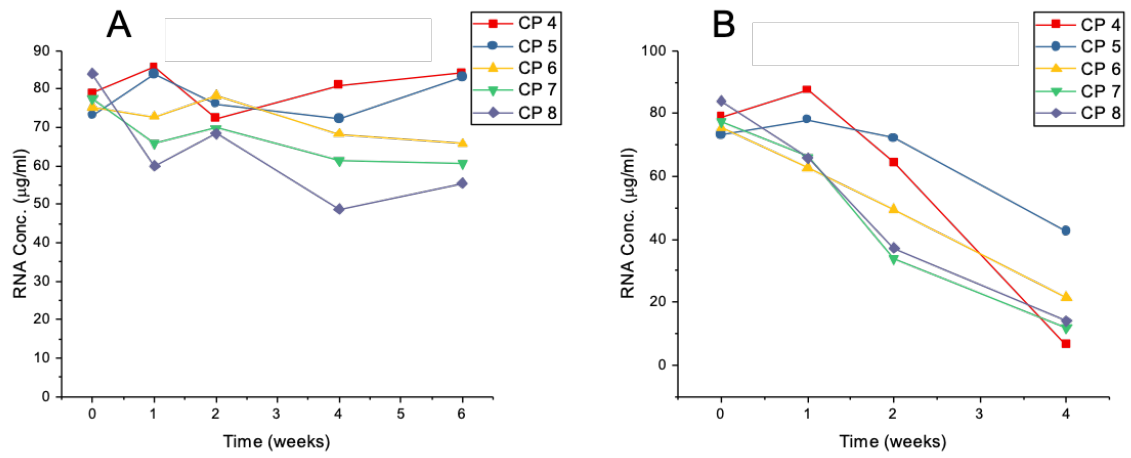 A
CP 4
CP 5
CP 6
CP 7
CP 8
90
80
70
60
50
40
30
20
10
0
RNA Conc. (µg/ml)
0 1 2 3 4 5 6
Time (weeks)
B
CP 4
CP 5
CP 6
CP 7
CP 8
100
80
60
40
20
0
RNA Conc. (µg/ml)
0 1 2 3 4
Time (weeks)